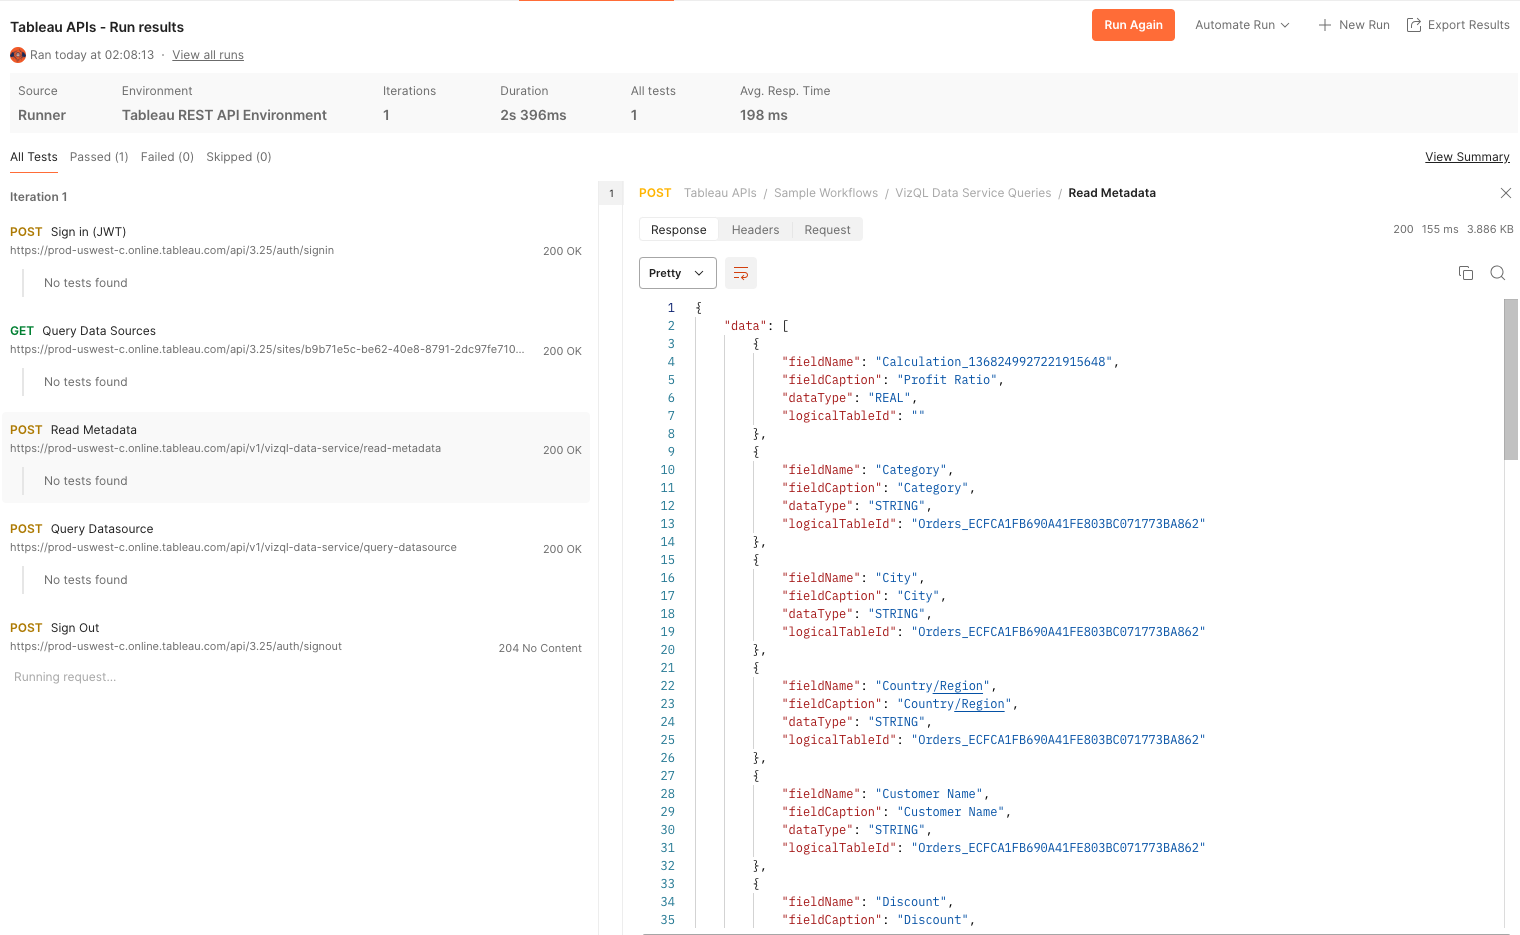 Tableau APIs - Run results
Run Again
Automate Run
New Run
Export Results
Ran today at 02:08:13 · View all runs
Source
Environment
Iterations
Duration
All tests
Avg. Resp. Time
Runner
Tableau REST API Environment
1
2s 396ms
1
198 ms
All Tests
Passed (1)
Failed (0)
Skipped (0)
View Summary
Iteration 1
POST Sign in (JWT)
https://prod-uswest-c.online.tableau.com/api/3.25/auth/signin
200 OK
No tests found
GET Query Data Sources
https://prod-uswest-c.online.tableau.com/api/3.25/sites/b9b71e5c-be62-40e8-8791-2dc97fe710...
200 OK
No tests found
POST Read Metadata
https://prod-uswest-c.online.tableau.com/api/v1/vizql-data-service/read-metadata
200 OK
No tests found
POST Query Datasource
https://prod-uswest-c.online.tableau.com/api/v1/vizql-data-service/query-datasource
200 OK
No tests found
POST Sign Out
https://prod-uswest-c.online.tableau.com/api/3.25/auth/signout
204 No Content
Running request...
1
POST Tableau APIs / Sample Workflows / VizQL Data Service Queries / Read Metadata
Response
Headers
Request
200 155 ms 3.886 KB
Pretty
1 {
2 "data": [
3 {
4 "fieldName": "Calculation_1368249927221915648",
5 "fieldCaption": "Profit Ratio",
6 "dataType": "REAL",
7 "logicalTableId": ""
8 },
9 {
10 "fieldName": "Category",
11 "fieldCaption": "Category",
12 "dataType": "STRING",
13 "logicalTableId": "Orders_ECFCA1FB690A41FE803BC071773BA862"
14 },
15 {
16 "fieldName": "City",
17 "fieldCaption": "City",
18 "dataType": "STRING",
19 "logicalTableId": "Orders_ECFCA1FB690A41FE803BC071773BA862"
20 },
21 {
22 "fieldName": "Country/Region",
23 "fieldCaption": "Country/Region",
24 "dataType": "STRING",
25 "logicalTableId": "Orders_ECFCA1FB690A41FE803BC071773BA862"
26 },
27 {
28 "fieldName": "Customer Name",
29 "fieldCaption": "Customer Name",
30 "dataType": "STRING",
31 "logicalTableId": "Orders_ECFCA1FB690A41FE803BC071773BA862"
32 },
33 {
34 "fieldName": "Discount",
35 "fieldCaption": "Discount",